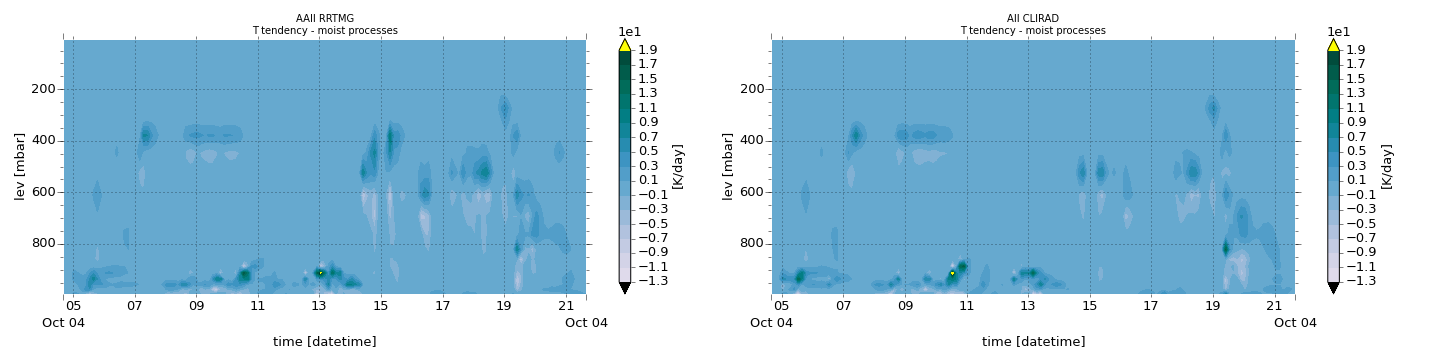 AAII RRTMG
T tendency - moist processes
1e1
1.9
1.7
1.5
1.3
1.1
0.9
0.7
0.5
0.3
0.1
−0.1
−0.3
−0.5
−0.7
−0.9
−1.1
−1.3
[K/day]
200
400
600
800
lev [mbar]
05 07 09 11 13 15 17 19 21
Oct 04 Oct 04
time [datetime]
AII CLIRAD
T tendency - moist processes
1e1
1.9
1.7
1.5
1.3
1.1
0.9
0.7
0.5
0.3
0.1
−0.1
−0.3
−0.5
−0.7
−0.9
−1.1
−1.3
[K/day]
200
400
600
800
lev [mbar]
05 07 09 11 13 15 17 19 21
Oct 04 Oct 04
time [datetime]